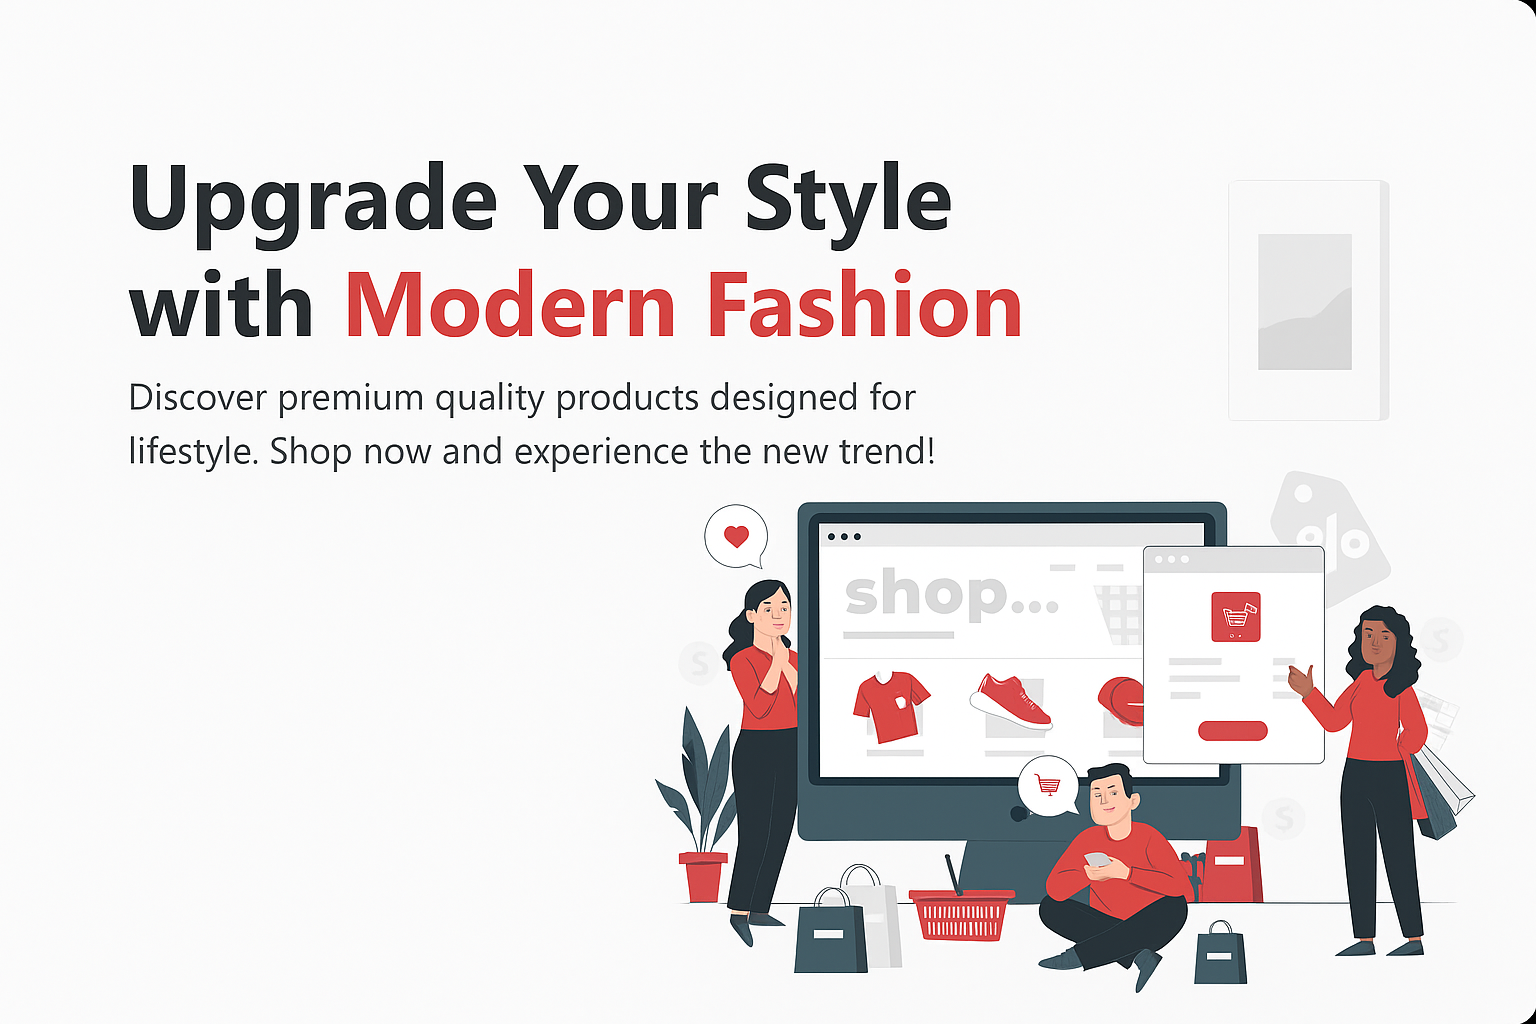 Upgrade Your Style
with Modern Fashion
Discover premium quality products designed for
lifestyle. Shop now and experience the new trend!
shop...
%
$
$
$